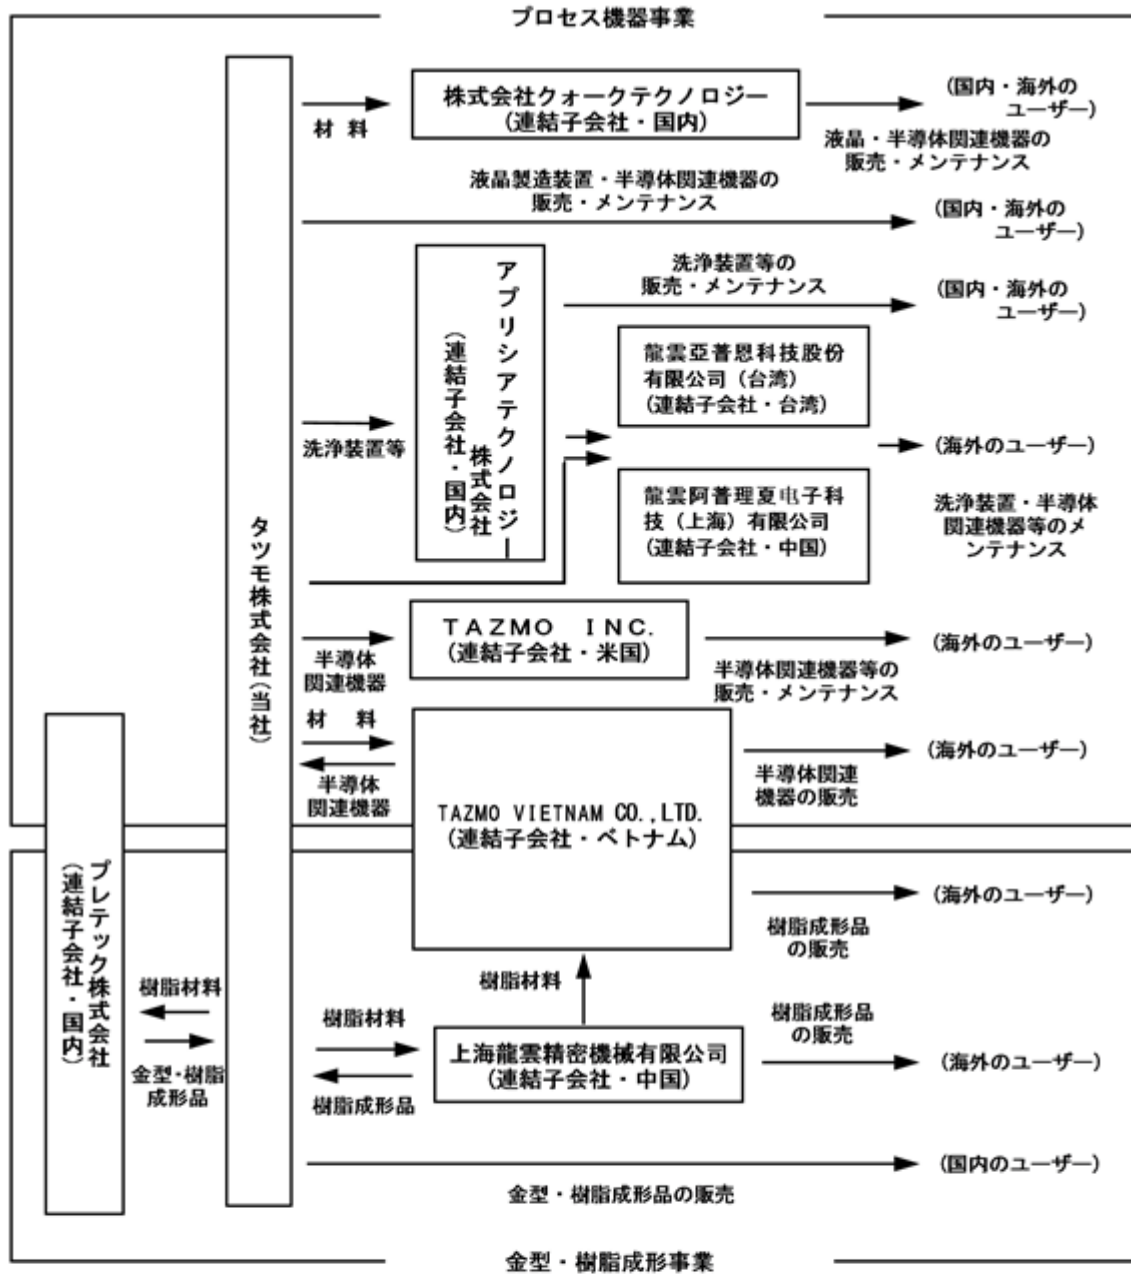 プロセス機器事業
材 料
株式会社クォークテクノロジー
(連結子会社・国内)
(国内・海外の
ユーザー)
液晶・半導体関連機器の
販売・メンテナンス
液晶製造装置・半導体関連機器の
販売・メンテナンス
(国内・海外の
ユーザー)
アプリシアテクノロジー
株式会社
(連結子会社・国内)
洗浄装置等
洗浄装置等の
販売・メンテナンス
(国内・海外の
ユーザー)
龍雲亞普恩科技股份
有限公司（台湾）
(連結子会社・台湾)
龍雲阿普理夏电子科
技（上海）有限公司
(連結子会社・中国)
(海外のユーザー)
洗浄装置・半導体
関連機器等のメ
ンテナンス
タツモ株式会社(当社)
半導体
関連機器
TAZMO INC.
(連結子会社・米国)
半導体関連機器等の
販売・メンテナンス
(海外のユーザー)
材 料
半導体
関連機器
TAZMO VIETNAM CO.,LTD.
(連結子会社・ベトナム)
半導体関連
機器の販売
(海外のユーザー)
樹脂成形品
の販売
(海外のユーザー)
プレテック株式会社
(連結子会社・国内)
樹脂材料
金型・樹脂
成形品
樹脂材料
樹脂成形品
樹脂材料
上海龍雲精密機械有限公司
(連結子会社・中国)
樹脂成形品
の販売
(海外のユーザー)
金型・樹脂成形品の販売
(国内のユーザー)
金型・樹脂成形事業